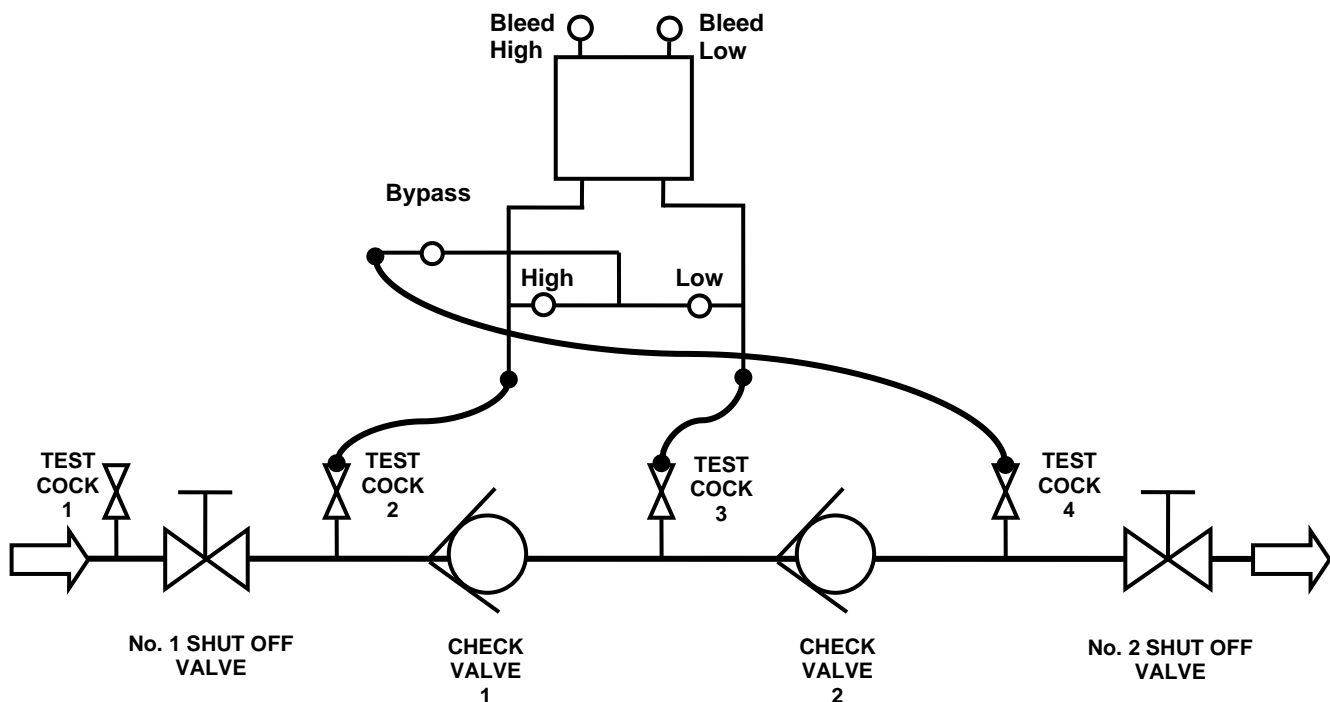 Bleed
High
Bleed
Low
Bypass
High
Low
TEST
COCK
1
TEST
COCK
2
TEST
COCK
3
TEST
COCK
4
No. 1 SHUT OFF
VALVE
CHECK
VALVE
1
CHECK
VALVE
2
No. 2 SHUT OFF
VALVE